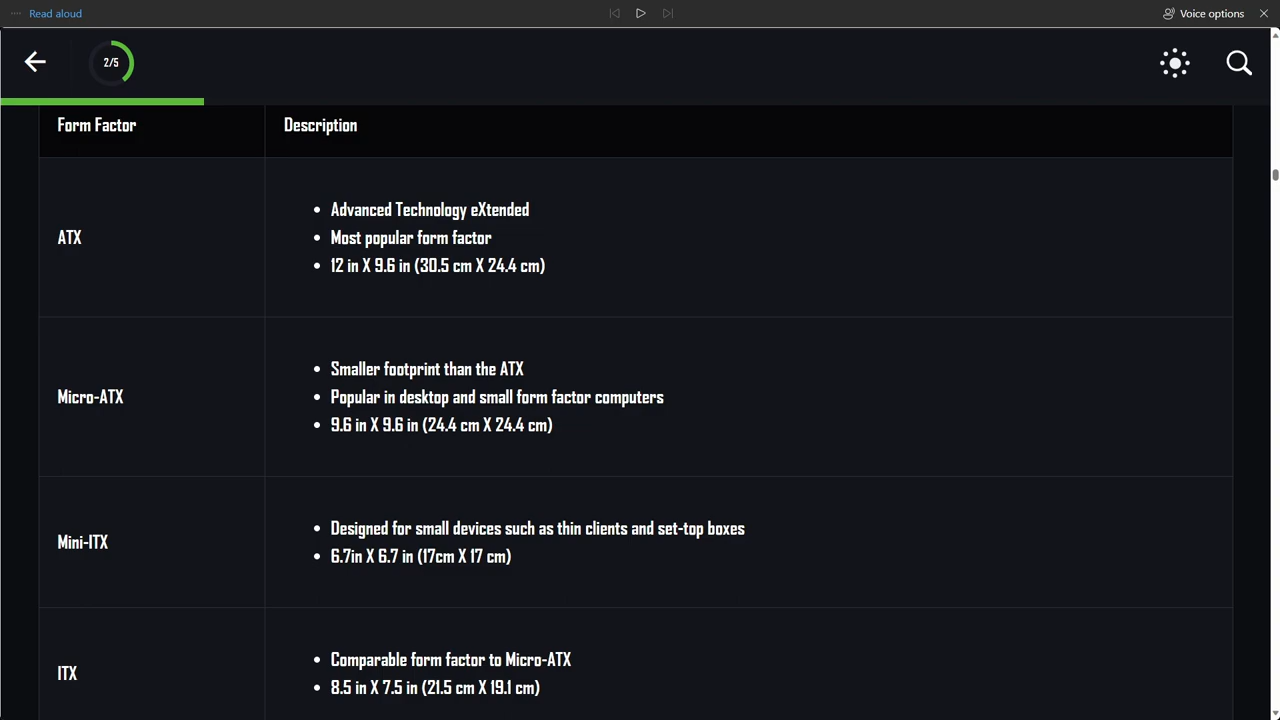 Read aloud
Voice options
2/5
Form Factor
Description
ATX
Advanced Technology eXtended
Most popular form factor
12 in X 9.6 in (30.5 cm X 24.4 cm)
Micro-ATX
Smaller footprint than the ATX
Popular in desktop and small form factor computers
9.6 in X 9.6 in (24.4 cm X 24.4 cm)
Mini-ITX
Designed for small devices such as thin clients and set-top boxes
6.7in X 6.7 in (17cm X 17 cm)
ITX
Comparable form factor to Micro-ATX
8.5 in X 7.5 in (21.5 cm X 19.1 cm)